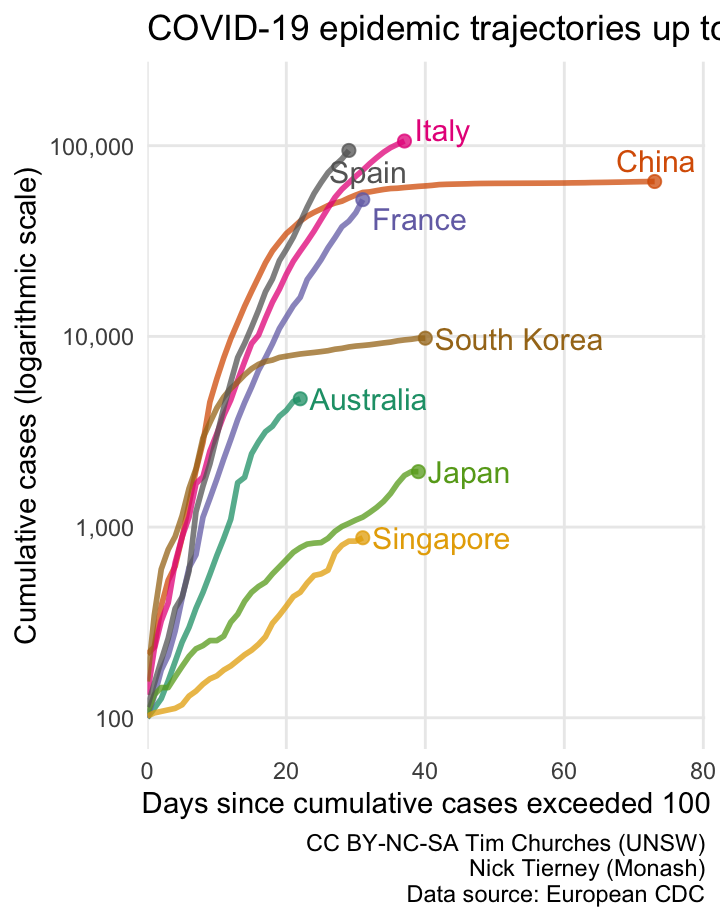 COVID-19 epidemic trajectories up to
Cumulative cases (logarithmic scale)
100,000
10,000
1,000
100
Italy
China
Spain
France
South Korea
Australia
Japan
Singapore
0 20 40 60 80
Days since cumulative cases exceeded 100
CC BY-NC-SA Tim Churches (UNSW)
Nick Tierney (Monash)
Data source: European CDC